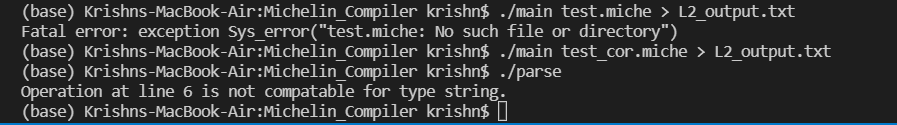 (base) Krishns-MacBook-Air:Michelin_Compiler krishn$ ./main test.miche > L2_output.txt
Fatal error: exception Sys_error("test.miche: No such file or directory")
(base) Krishns-MacBook-Air:Michelin_Compiler krishn$ ./main test_cor.miche > L2_output.txt
(base) Krishns-MacBook-Air:Michelin_Compiler krishn$ ./parse
Operation at line 6 is not compatable for type string.
(base) Krishns-MacBook-Air:Michelin_Compiler krishn$